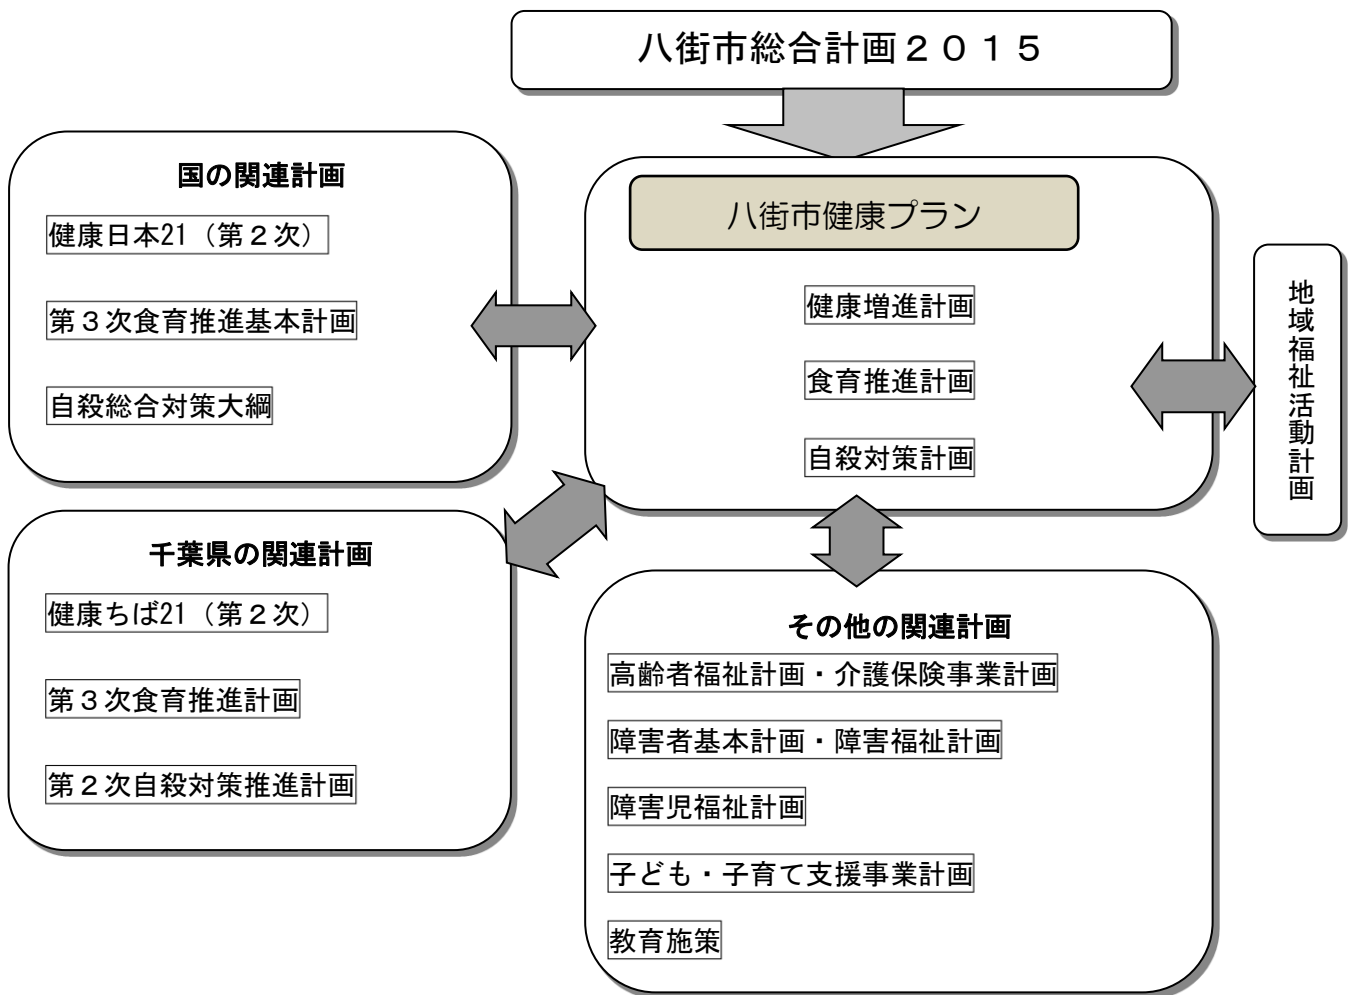 八街市総合計画２０１５
国の関連計画
健康日本21（第２次）
第３次食育推進基本計画
自殺総合対策大綱
八街市健康プラン
健康増進計画
食育推進計画
自殺対策計画
地域福祉活動計画
千葉県の関連計画
健康ちば21（第２次）
第３次食育推進計画
第２次自殺対策推進計画
その他の関連計画
高齢者福祉計画・介護保険事業計画
障害者基本計画・障害福祉計画
障害児福祉計画
子ども・子育て支援事業計画
教育施策